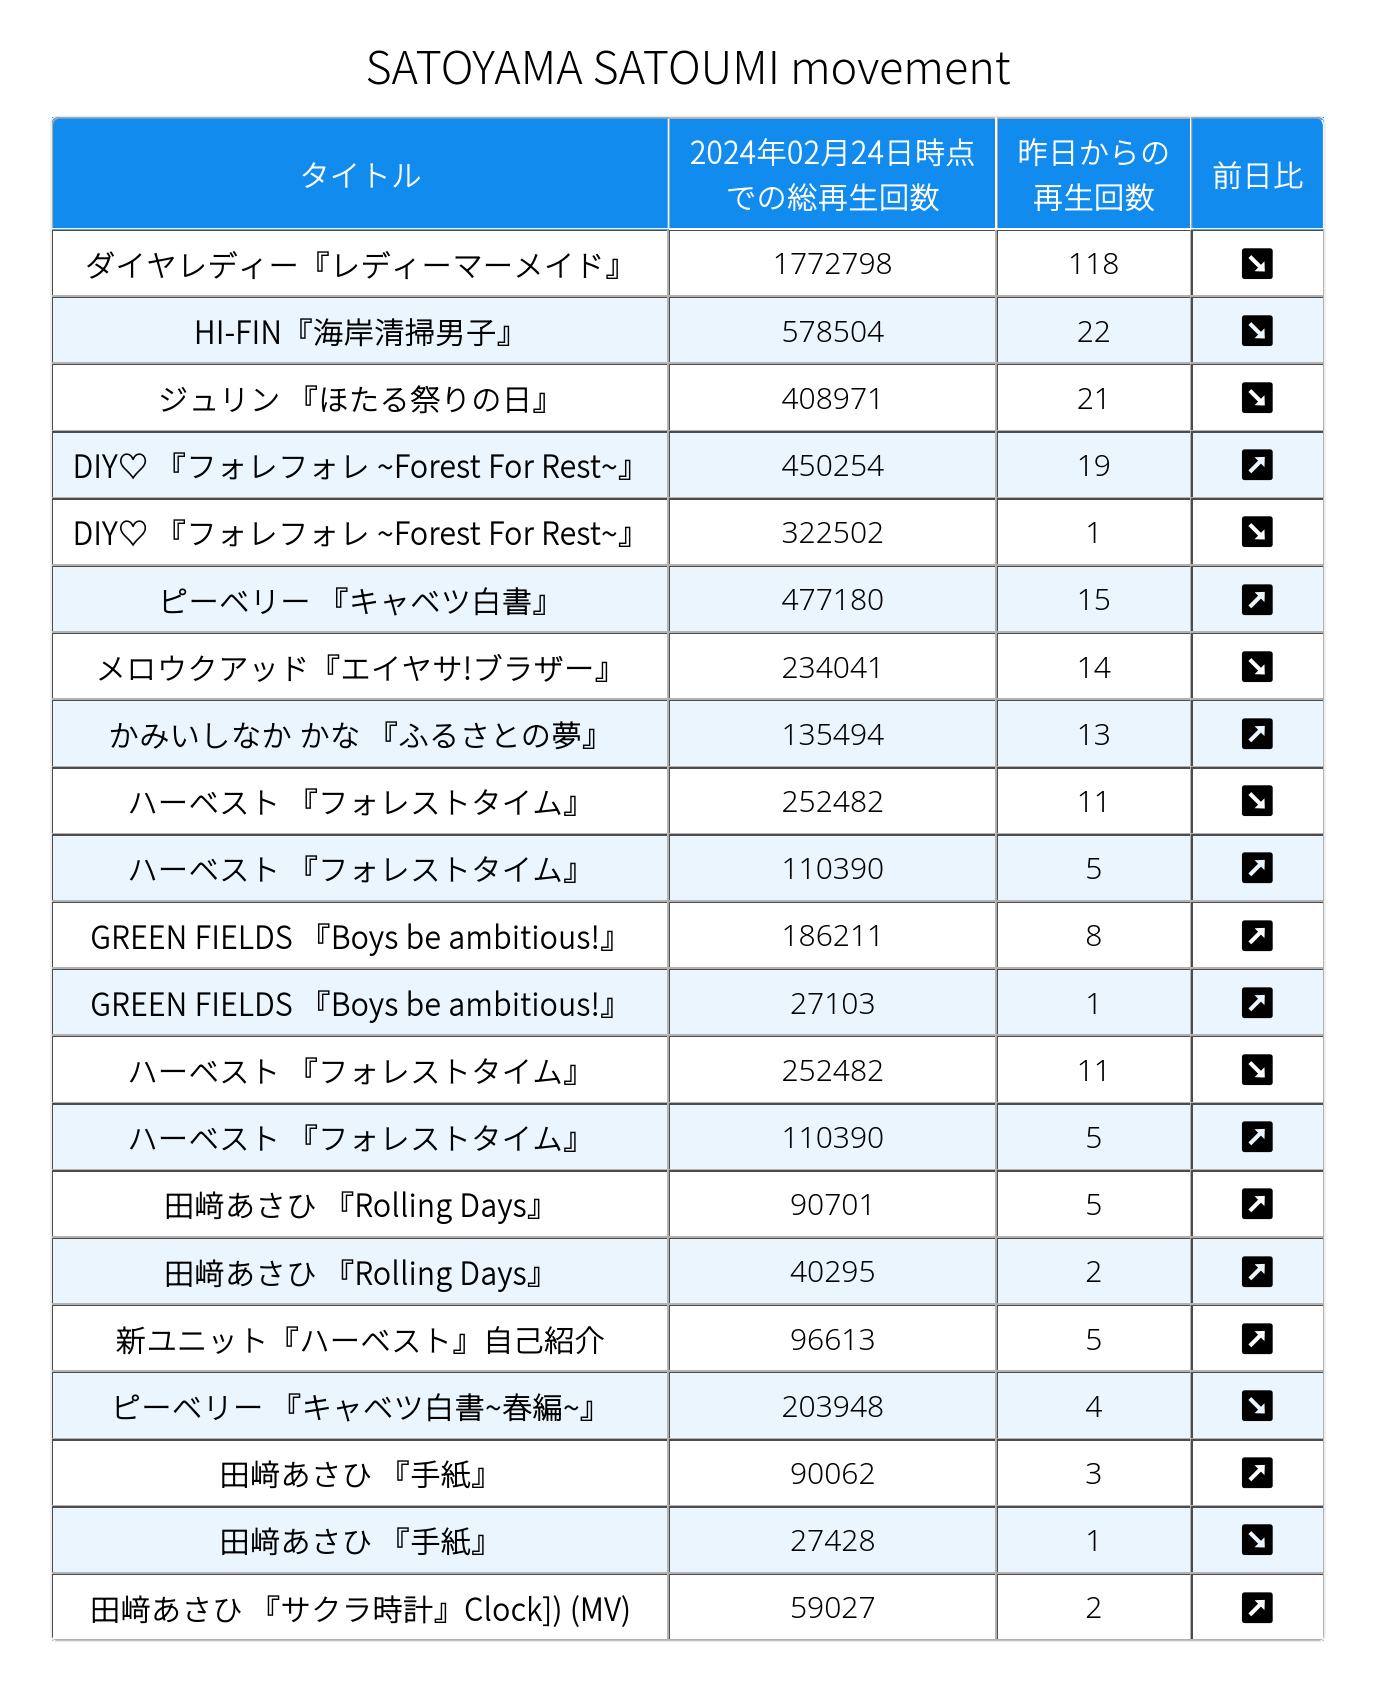 SATOYAMA SATOUMI movement
タイトル 2024年02月24日時点での総再生回数 昨日からの再生回数 前日比
ダイヤレディー『レディーマーメイド』 1772798 118
HI-FIN『海岸清掃男子』 578504 22
ジュリン 『ほたる祭りの日』 408971 21
DIY♡ 『フォレフォレ ~Forest For Rest~』 450254 19
DIY♡ 『フォレフォレ ~Forest For Rest~』 322502 1
ピーベリー 『キャベツ白書』 477180 15
メロウクアッド『エイヤサ!ブラザー』 234041 14
かみいしなか かな 『ふるさとの夢』 135494 13
ハーベスト 『フォレストタイム』 252482 11
ハーベスト 『フォレストタイム』 110390 5
GREEN FIELDS 『Boys be ambitious!』 186211 8
GREEN FIELDS 『Boys be ambitious!』 27103 1
ハーベスト 『フォレストタイム』 252482 11
ハーベスト 『フォレストタイム』 110390 5
田﨑あさひ 『Rolling Days』 90701 5
田﨑あさひ 『Rolling Days』 40295 2
新ユニット『ハーベスト』自己紹介 96613 5
ピーベリー 『キャベツ白書~春編~』 203948 4
田﨑あさひ 『手紙』 90062 3
田﨑あさひ 『手紙』 27428 1
田﨑あさひ 『サクラ時計』Clock]) (MV) 59027 2